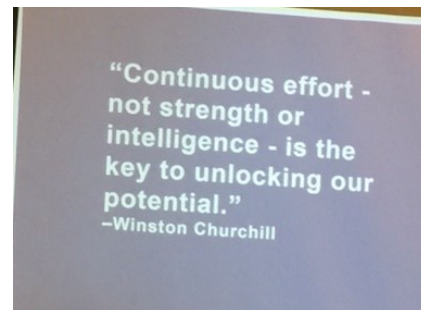 “Continuous effort -
not strength or
intelligence - is the
key to unlocking our
potential.”
–Winston Churchill